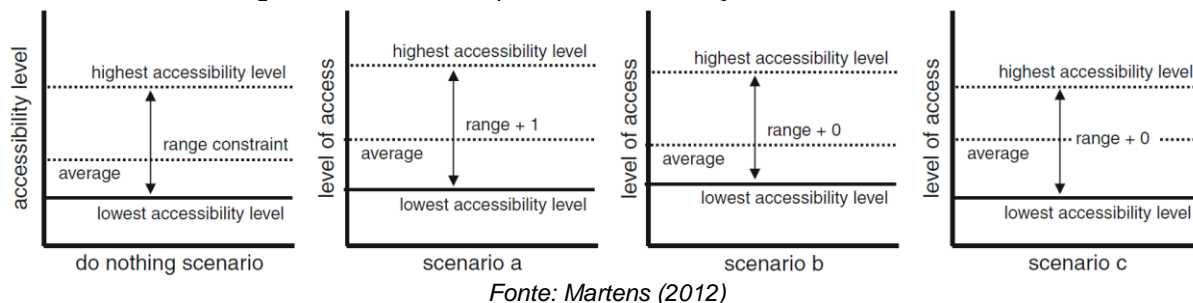 accessibility level
highest accessibility level
range constraint
average
lowest accessibility level
do nothing scenario
level of access
highest accessibility level
range + 1
average
lowest accessibility level
scenario a
level of access
highest accessibility level
range + 0
average
lowest accessibility level
scenario b
level of access
highest accessibility level
range + 0
average
lowest accessibility level
scenario c
Fonte: Martens (2012)